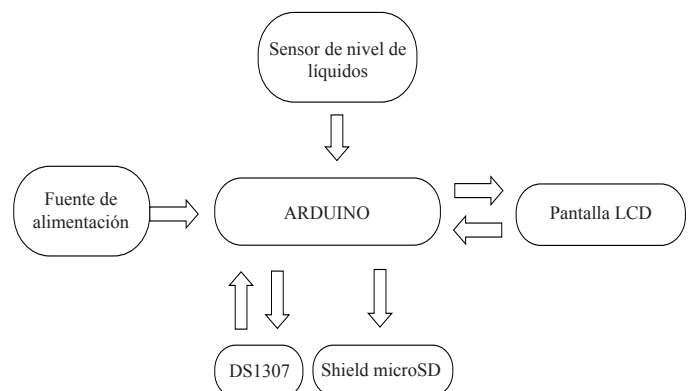 Sensor de nivel de
líquidos
Fuente de
alimentación
ARDUINO
Pantalla LCD
DS1307
Shield microSD